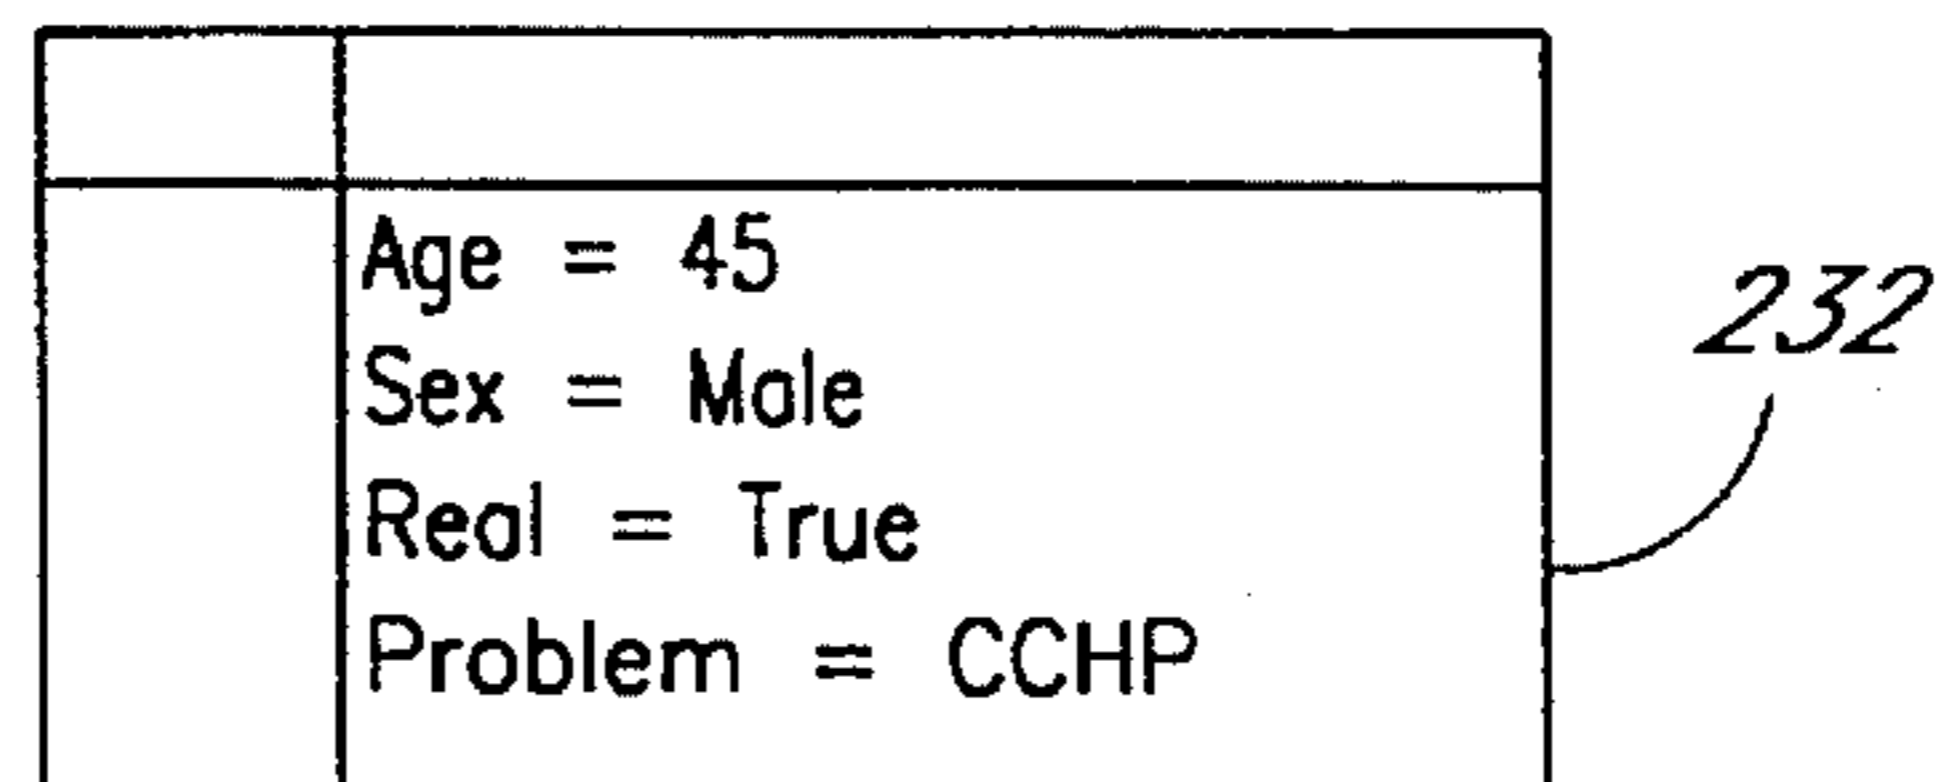 Age = 45
Sex = Male
Real = True
Problem = CCHP
232